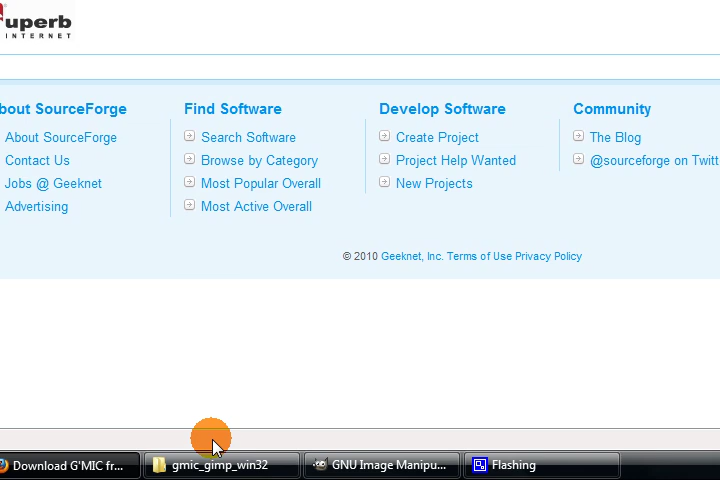 uperb
INTERNET
bout SourceForge
Find Software
Develop Software
Community
About SourceForge
Search Software
Create Project
The Blog
Contact Us
Browse by Category
Project Help Wanted
@sourceforge on Twitt
Jobs @ Geeknet
Most Popular Overall
New Projects
Advertising
Most Active Overall
© 2010 Geeknet, Inc. Terms of Use Privacy Policy
Download G'MIC fr...
gmic_gimp_win32
GNU Image Manipu...
Flashing